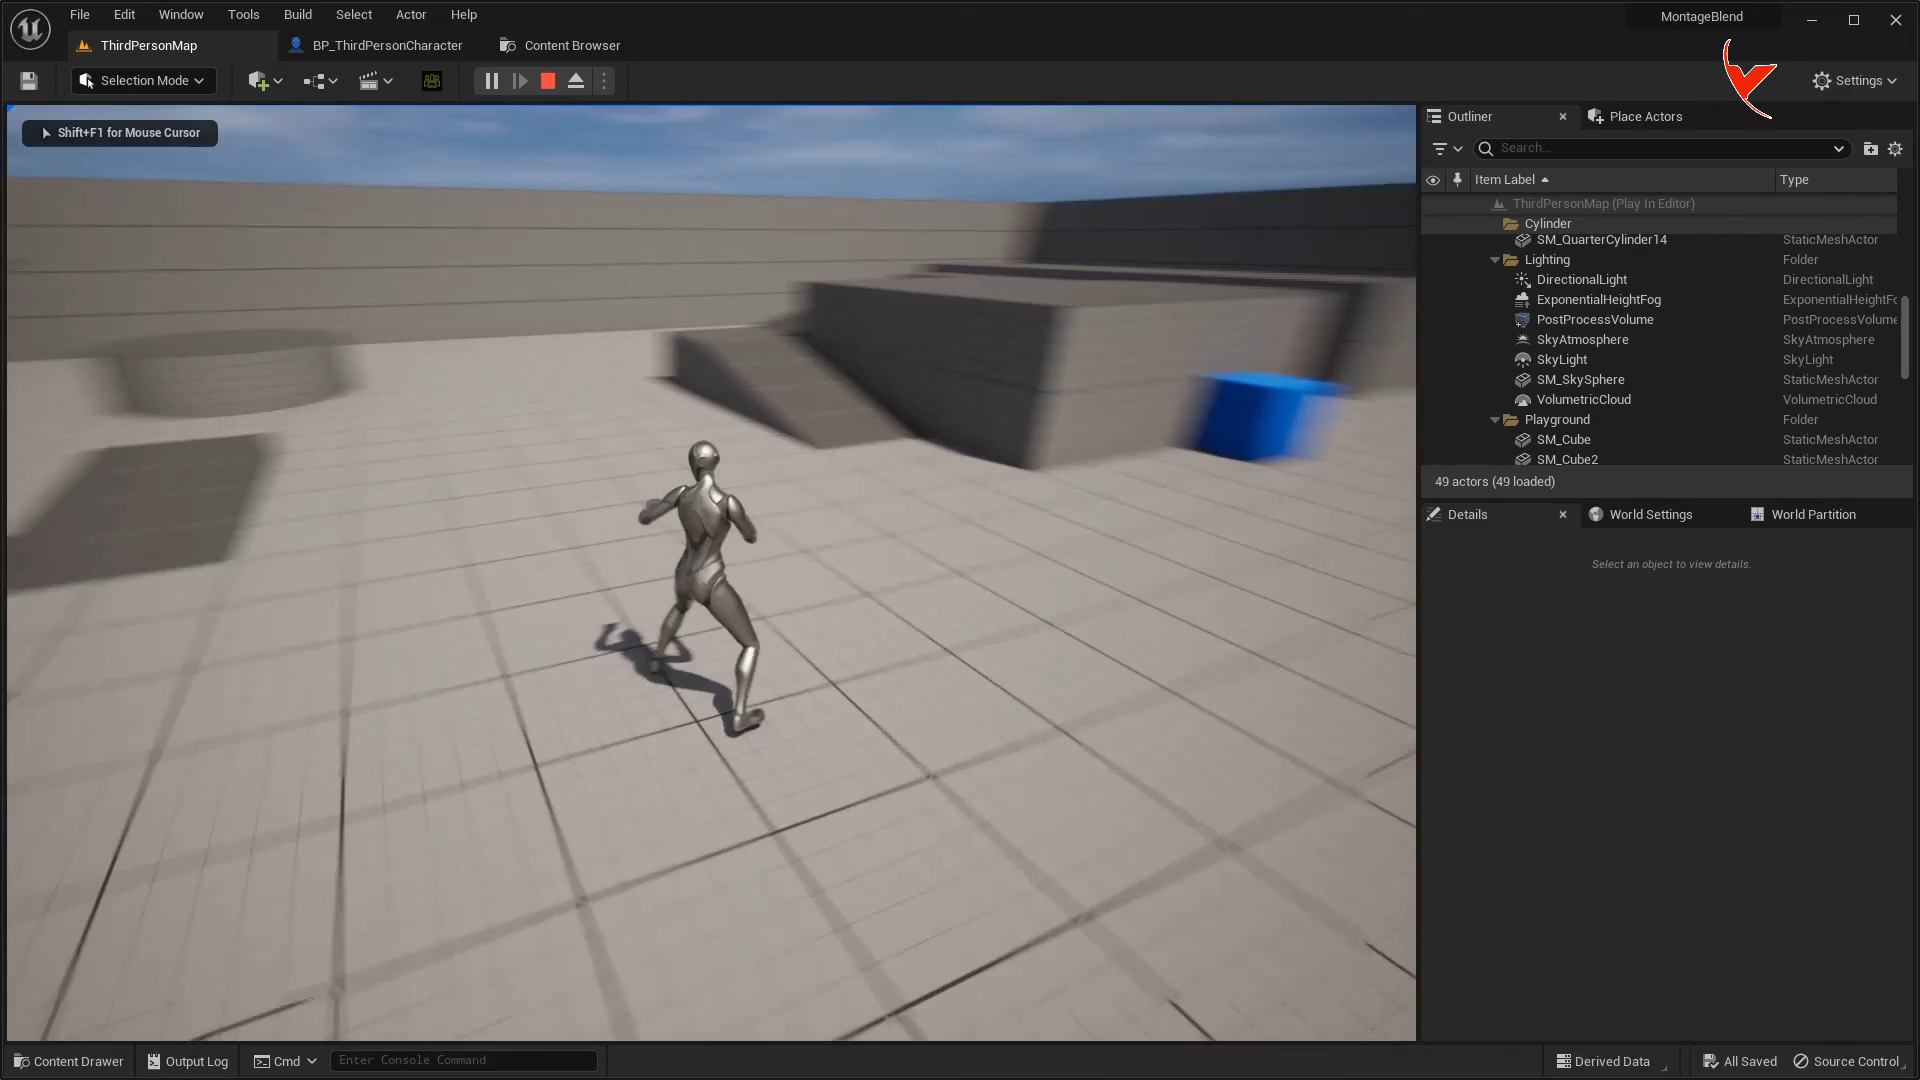 File Edit Window Tools Build Select Actor Help
MontageBlend
ThirdPersonMap BP_ThirdPersonCharacter Content Browser
Selection Mode
Settings
Shift+F1 for Mouse Cursor
Outliner Place Actors
Search...
Item Label Type
ThirdPersonMap (Play In Editor)
Cylinder
SM_QuarterCylinder14 StaticMeshActor
Lighting Folder
DirectionalLight DirectionalLight
ExponentialHeightFog ExponentialHeightFo
PostProcessVolume PostProcessVolume
SkyAtmosphere SkyAtmosphere
SkyLight SkyLight
SM_SkySphere StaticMeshActor
VolumetricCloud VolumetricCloud
Playground Folder
SM_Cube StaticMeshActor
SM_Cube2 StaticMeshActor
49 actors (49 loaded)
Details World Settings World Partition
Select an object to view details.
Content Drawer Output Log Cmd Enter Console Command Derived Data All Saved Source Control